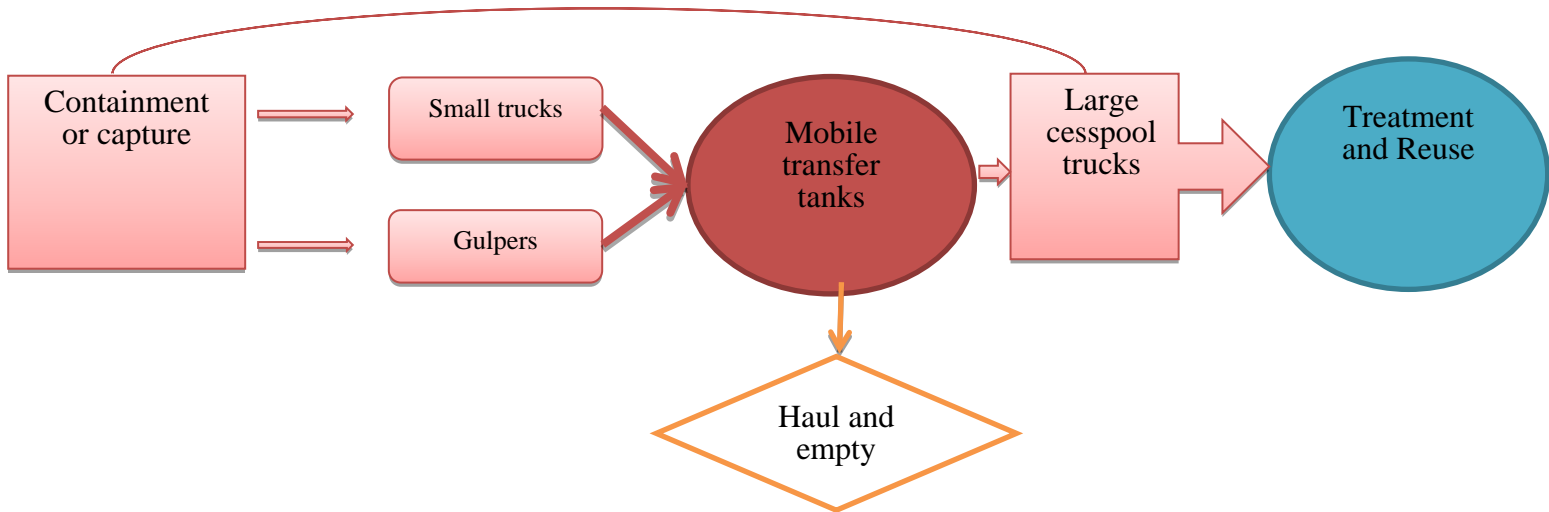 Containment
or capture
Small trucks
Gulpers
Mobile
transfer
tanks
Large
cesspool
trucks
Treatment
and Reuse
Haul and
empty